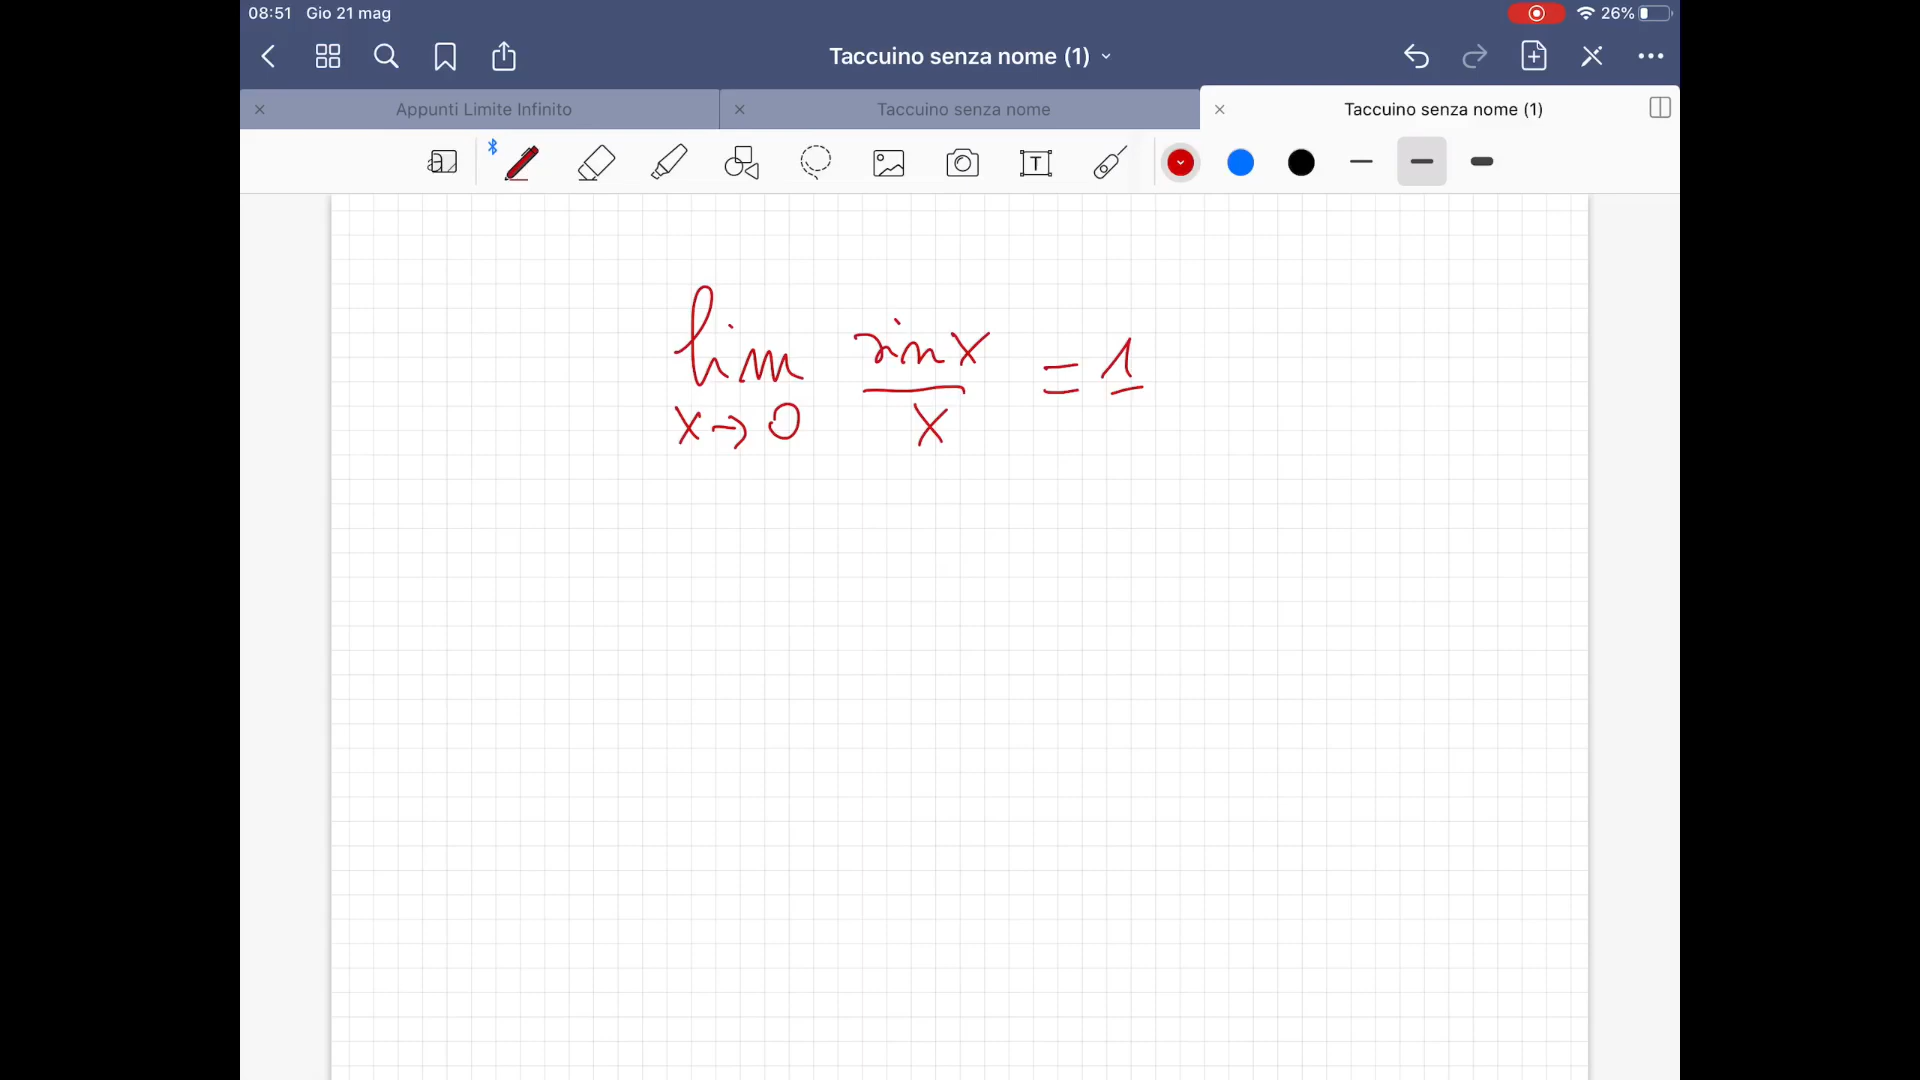 08:51 Gio 21 mag 26%
Taccuino senza nome (1)
Appunti Limite Infinito Taccuino senza nome Taccuino senza nome (1)
a T
lim sin x = 1
x→0 x